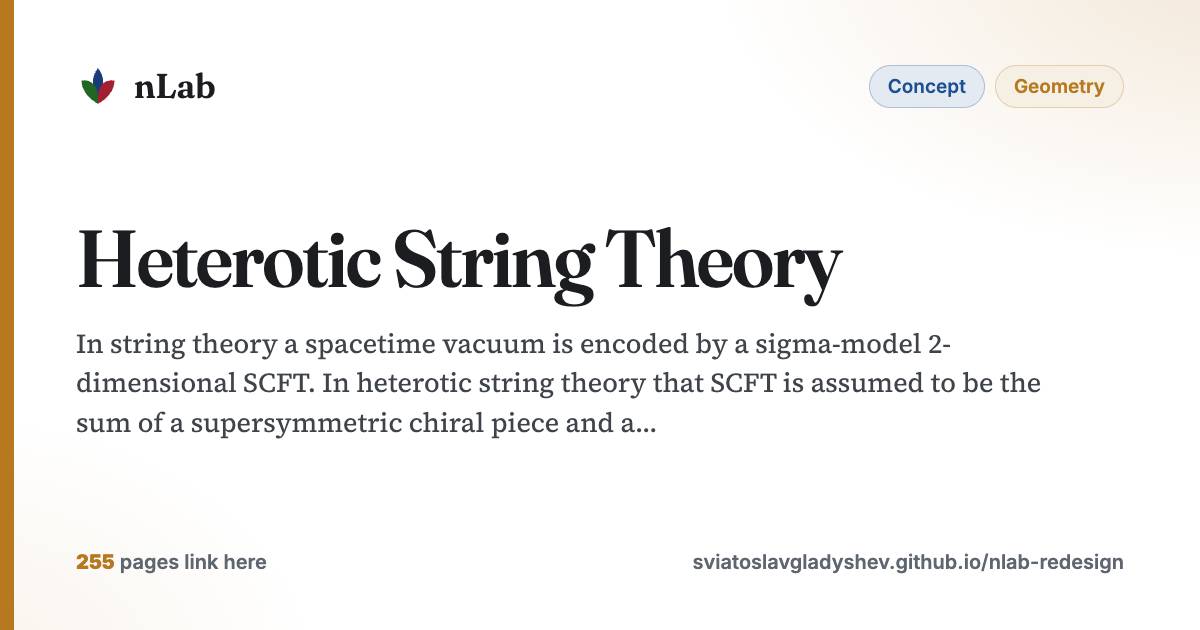 nLab
Concept
Geometry
Heterotic String Theory
In string theory a spacetime vacuum is encoded by a sigma-model 2-
dimensional SCFT. In heterotic string theory that SCFT is assumed to be the
sum of a supersymmetric chiral piece and a...
255 pages link here
sviatoslavgladyshev.github.io/nlab-redesign